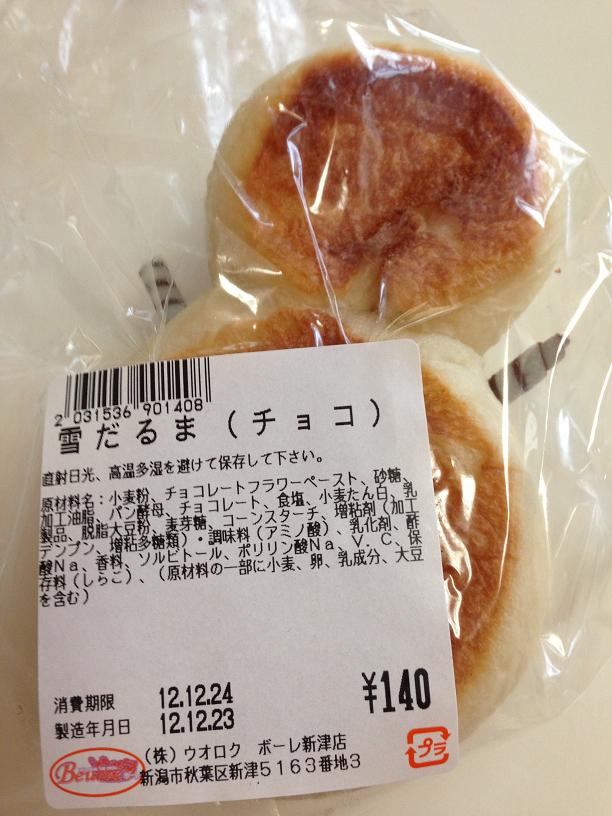 2 031536 901408
雪だるま（チョコ）
直射日光、高温多湿を避けて保存して下さい。
原材料名：小麦粉、チョコレートフラワーペースト、砂糖、
加工油脂、パン酵母、チョコレート、食塩、小麦たん白、乳
製品、脱脂大豆粉、麦芽糖、コーンスターチ、増粘剤（加工
デンプン、増粘多糖類）・調味料（アミノ酸）、乳化剤、酢
酸Na、香料、ソルビトール、ポリリン酸Na、V．C、保
存料（しらこ）、（原材料の一部に小麦、卵、乳成分、大豆
を含む）
消費期限 12.12.24
製造年月日 12.12.23
¥140
（株）ウオロク ボーレ新津店
新潟市秋葉区新津5163番地3
プラ